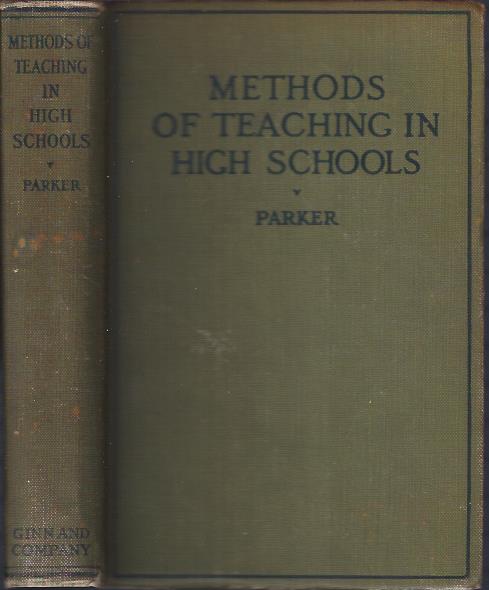 METHODS OF
TEACHING
IN
HIGH
SCHOOLS
PARKER
GINN AND
COMPANY
METHODS
OF TEACHING IN
HIGH SCHOOLS
PARKER